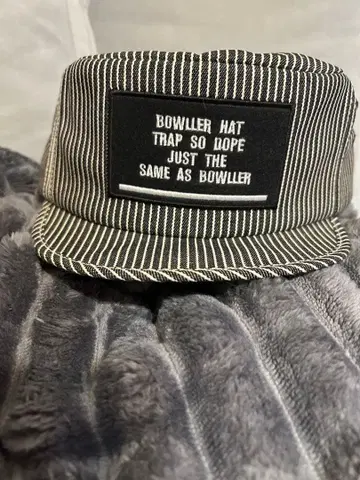 BOWLLER HAT
TRAP SO DOPE
JUST THE
SAME AS BOWLLER